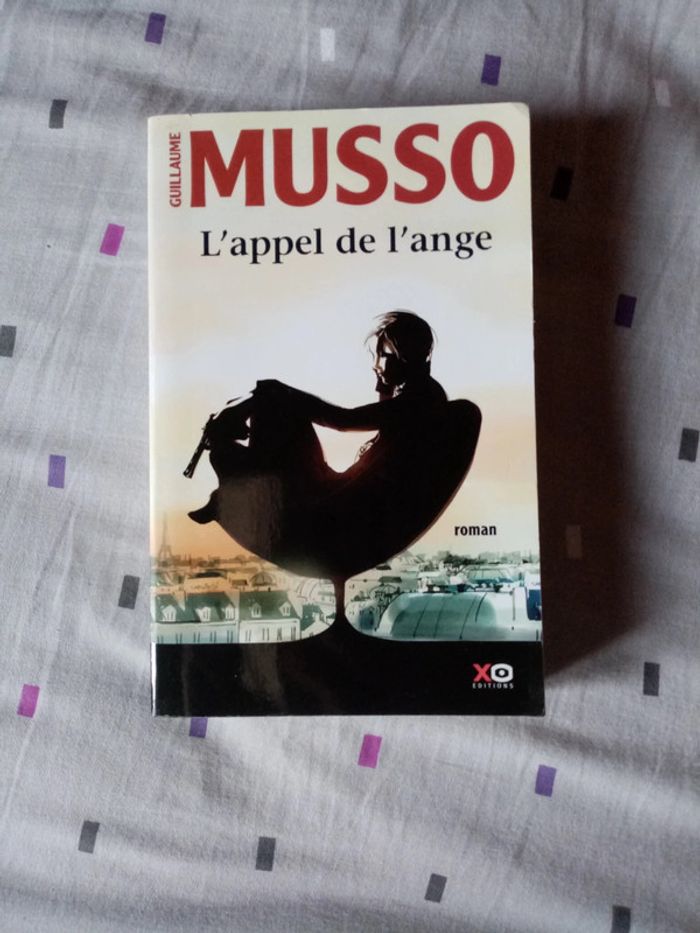 GUILLAUME
MUSSO
L'appel de l'ange
roman
XO
EDITIONS